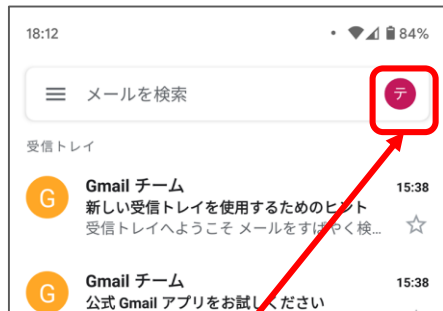 18:12 84%
メールを検索 テ
受信トレイ
G Gmail チーム 15:38
新しい受信トレイを使用するためのヒント
受信トレイへようこそ メールをすばやく検...
G Gmail チーム 15:38
公式 Gmail アプリをお試しください